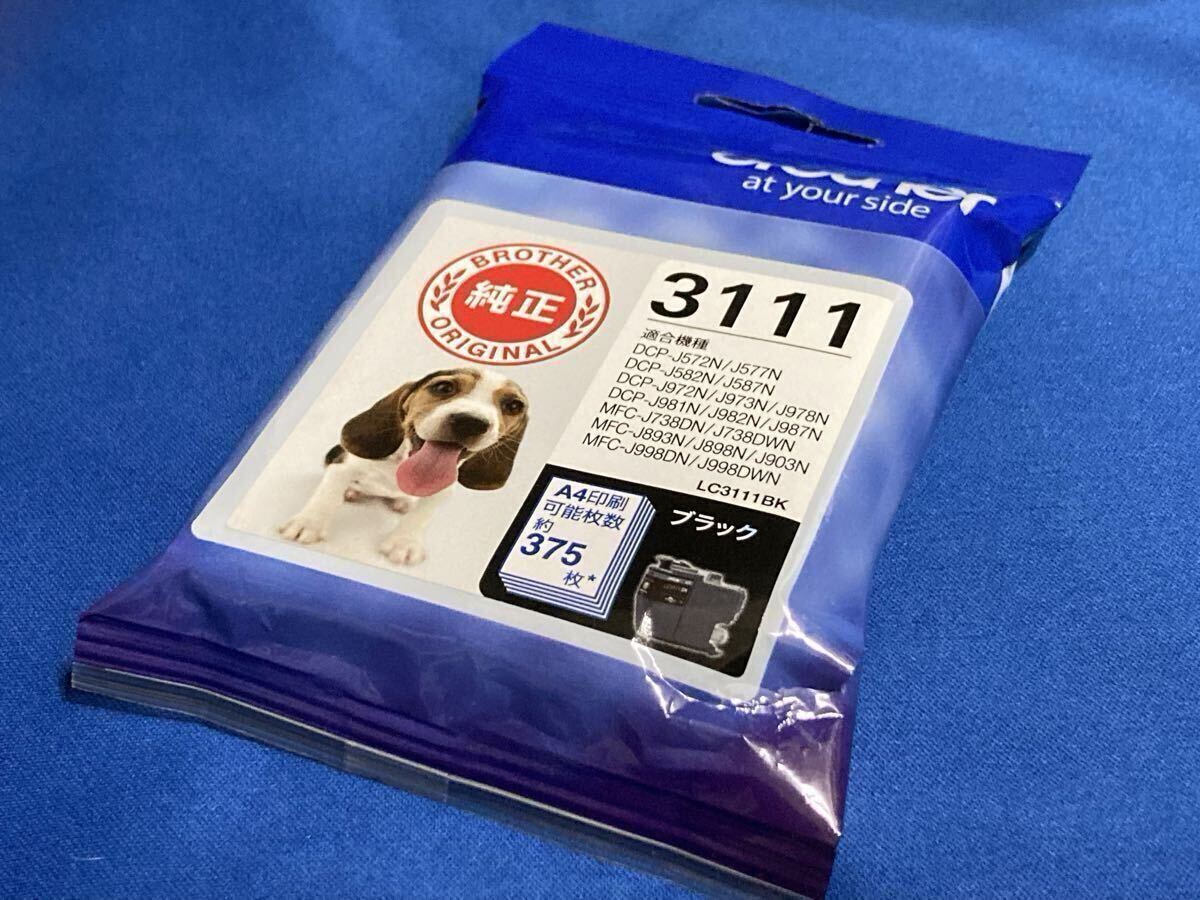 brother
at your side
BROTHER
純正
ORIGINAL
3111
適合機種
DCP-J572N/J577N
DCP-J582N/J587N
DCP-J972N/J973N/J978N
DCP-J981N/J982N/J987N
MFC-J738DN/J738DWN
MFC-J893N/J898N/J903N
MFC-J998DN/J998DWN
LC3111BK
A4印刷
可能枚数
約
375
枚*
ブラック